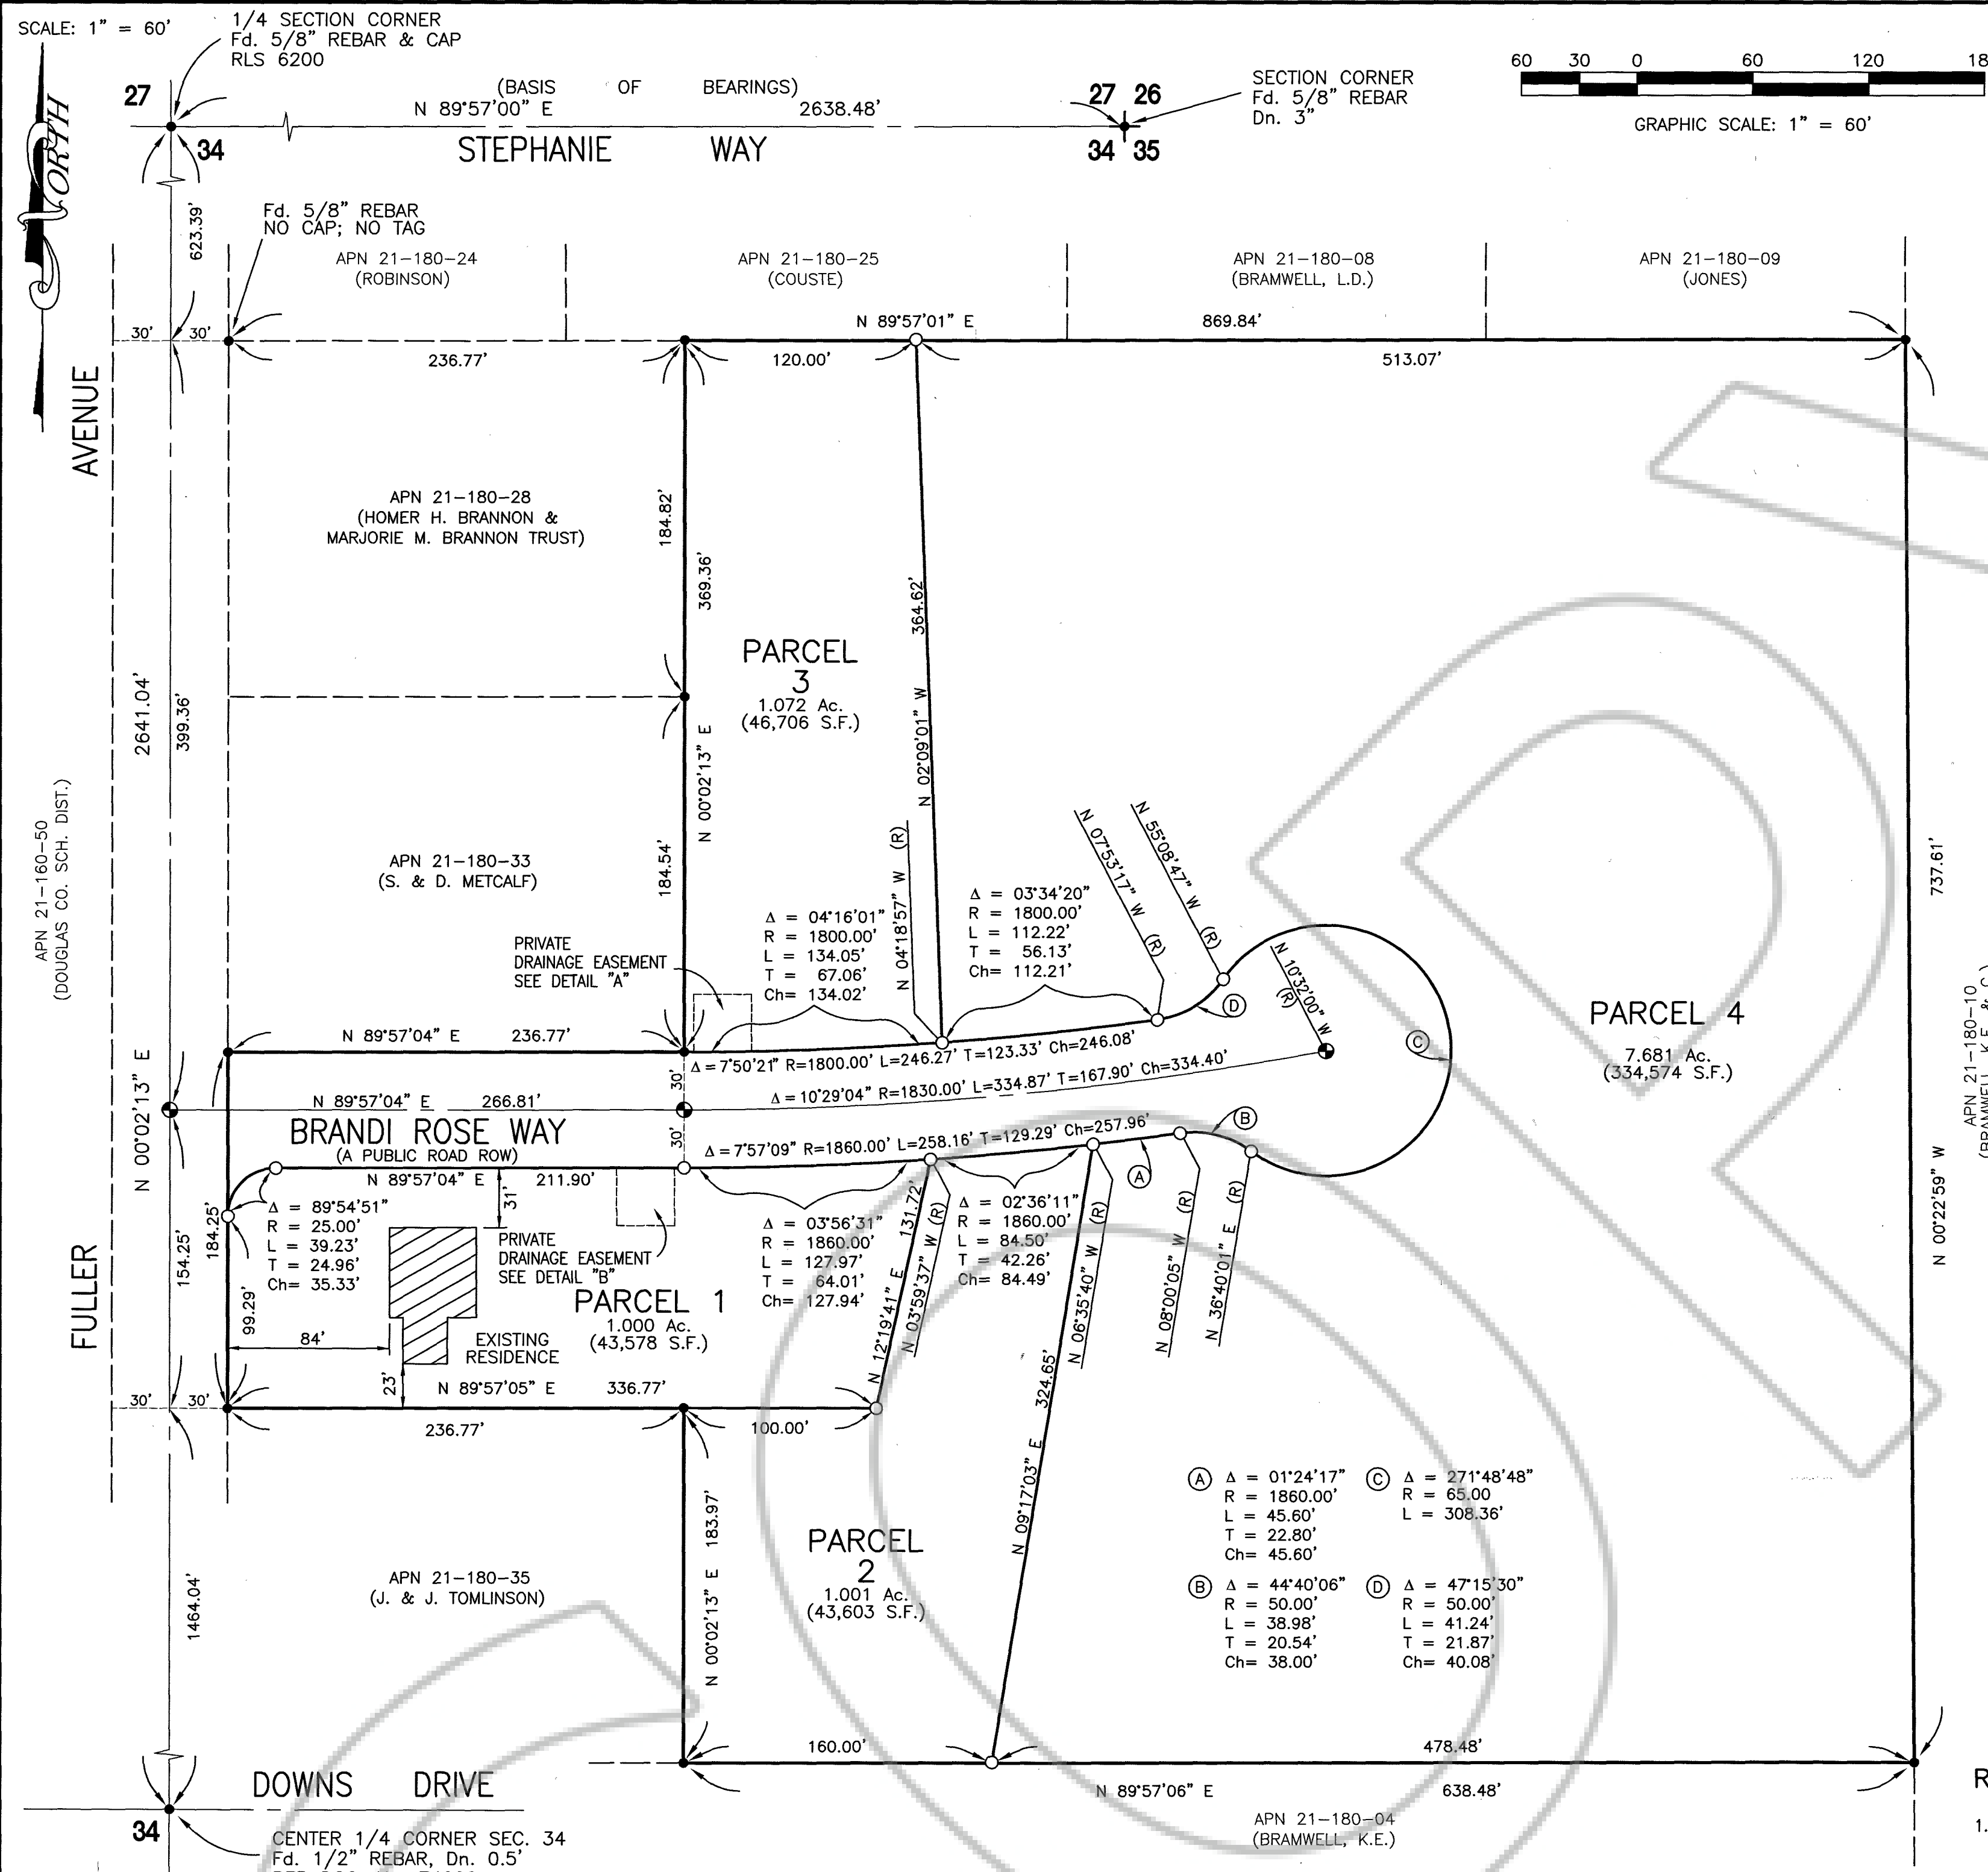 SCALE: 1" = 60'
1/4 SECTION CORNER
Fd. 5/8" REBAR & CAP
RLS 6200
NORTH
27
34
(BASIS OF BEARINGS)
N 89°57'00" E 2638.48'
STEPHANIE WAY
27 26
34 35
SECTION CORNER
Fd. 5/8" REBAR
Dn. 3"
60 30 0 60 120 18
GRAPHIC SCALE: 1" = 60'
623.39'
Fd. 5/8" REBAR
NO CAP; NO TAG
APN 21-180-24
(ROBINSON)
APN 21-180-25
(COUSTE)
APN 21-180-08
(BRAMWELL, L.D.)
APN 21-180-09
(JONES)
30' 30'
236.77'
N 89°57'01" E 869.84'
120.00'
513.07'
AVENUE
2641.04'
399.36'
APN 21-160-50
(DOUGLAS CO. SCH. DIST.)
APN 21-180-28
(HOMER H. BRANNON &
MARJORIE M. BRANNON TRUST)
184.82'
369.36'
N 00°02'13" E
184.54'
PARCEL
3
1.072 Ac.
(46,706 S.F.)
364.62'
N 02°09'01" W
APN 21-180-33
(S. & D. METCALF)
PRIVATE
DRAINAGE EASEMENT
SEE DETAIL "A"
Δ = 04°16'01"
R = 1800.00'
L = 134.05'
T = 67.06'
Ch= 134.02'
N 04°18'57" W (R)
Δ = 03°34'20"
R = 1800.00'
L = 112.22'
T = 56.13'
Ch= 112.21'
N 07°53'17" W (R)
N 55°08'47" W (R)
N 10°32'00" W
(R)
D
C
PARCEL 4
7.681 Ac.
(334,574 S.F.)
737.61'
N 00°22'59" W
APN 21-180-10
N 89°57'04" E 236.77'
Δ = 7°50'21" R=1800.00' L=246.27' T=123.33' Ch=246.08'
30'
N 00°02'13" E
N 89°57'04" E 266.81'
Δ = 10°29'04" R=1830.00' L=334.87' T=167.90' Ch=334.40'
BRANDI ROSE WAY
(A PUBLIC ROAD ROW)
30'
Δ = 7°57'09" R=1860.00' L=258.16' T=129.29' Ch=257.96'
B
A
N 89°57'04" E 211.90'
31'
Δ = 89°54'51"
R = 25.00'
L = 39.23'
T = 24.96'
Ch= 35.33'
184.25'
154.25'
99.29'
84'
FULLER
PRIVATE
DRAINAGE EASEMENT
SEE DETAIL "B"
PARCEL 1
1.000 Ac.
(43,578 S.F.)
EXISTING
RESIDENCE
23'
Δ = 03°56'31"
R = 1860.00'
L = 127.97'
T = 64.01'
Ch= 127.94'
131.72'
N 12°19'41" E
N 03°59'37" W (R)
Δ = 02°36'11"
R = 1860.00'
L = 84.50'
T = 42.26'
Ch= 84.49'
N 06°35'40" W (R)
N 08°00'05" W (R)
N 36°40'01" E (R)
30' 30'
N 89°57'05" E 336.77'
236.77'
100.00'
324.65'
N 09°17'03" E
183.97'
N 00°02'13" E
PARCEL
2
1.001 Ac.
(43,603 S.F.)
A Δ = 01°24'17"
R = 1860.00'
L = 45.60'
T = 22.80'
Ch= 45.60'
C Δ = 271°48'48"
R = 65.00
L = 308.36'
B Δ = 44°40'06"
R = 50.00'
L = 38.98'
T = 20.54'
Ch= 38.00'
D Δ = 47°15'30"
R = 50.00'
L = 41.24'
T = 21.87'
Ch= 40.08'
APN 21-180-35
(J. & J. TOMLINSON)
1464.04'
160.00'
478.48'
N 89°57'06" E 638.48'
APN 21-180-04
(BRAMWELL, K.E.)
DOWNS DRIVE
34
CENTER 1/4 CORNER SEC. 34
Fd. 1/2" REBAR, Dn. 0.5'
R
1.